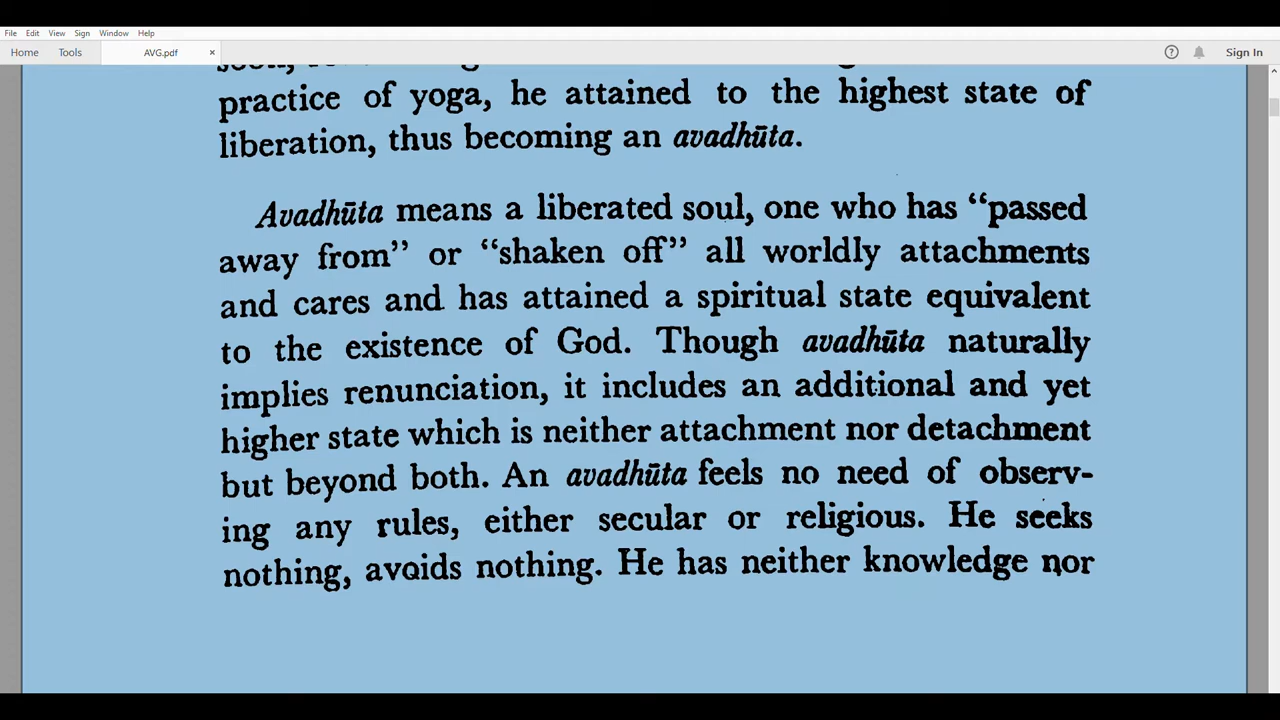 File Edit View Sign Window Help
Home Tools AVG.pdf × ? Sign In
practice of yoga, he attained to the highest state of
liberation, thus becoming an avadhūta.
Avadhūta means a liberated soul, one who has “passed
away from” or “shaken off” all worldly attachments
and cares and has attained a spiritual state equivalent
to the existence of God. Though avadhūta naturally
implies renunciation, it includes an additional and yet
higher state which is neither attachment nor detachment
but beyond both. An avadhūta feels no need of observ-
ing any rules, either secular or religious. He seeks
nothing, avoids nothing. He has neither knowledge nor